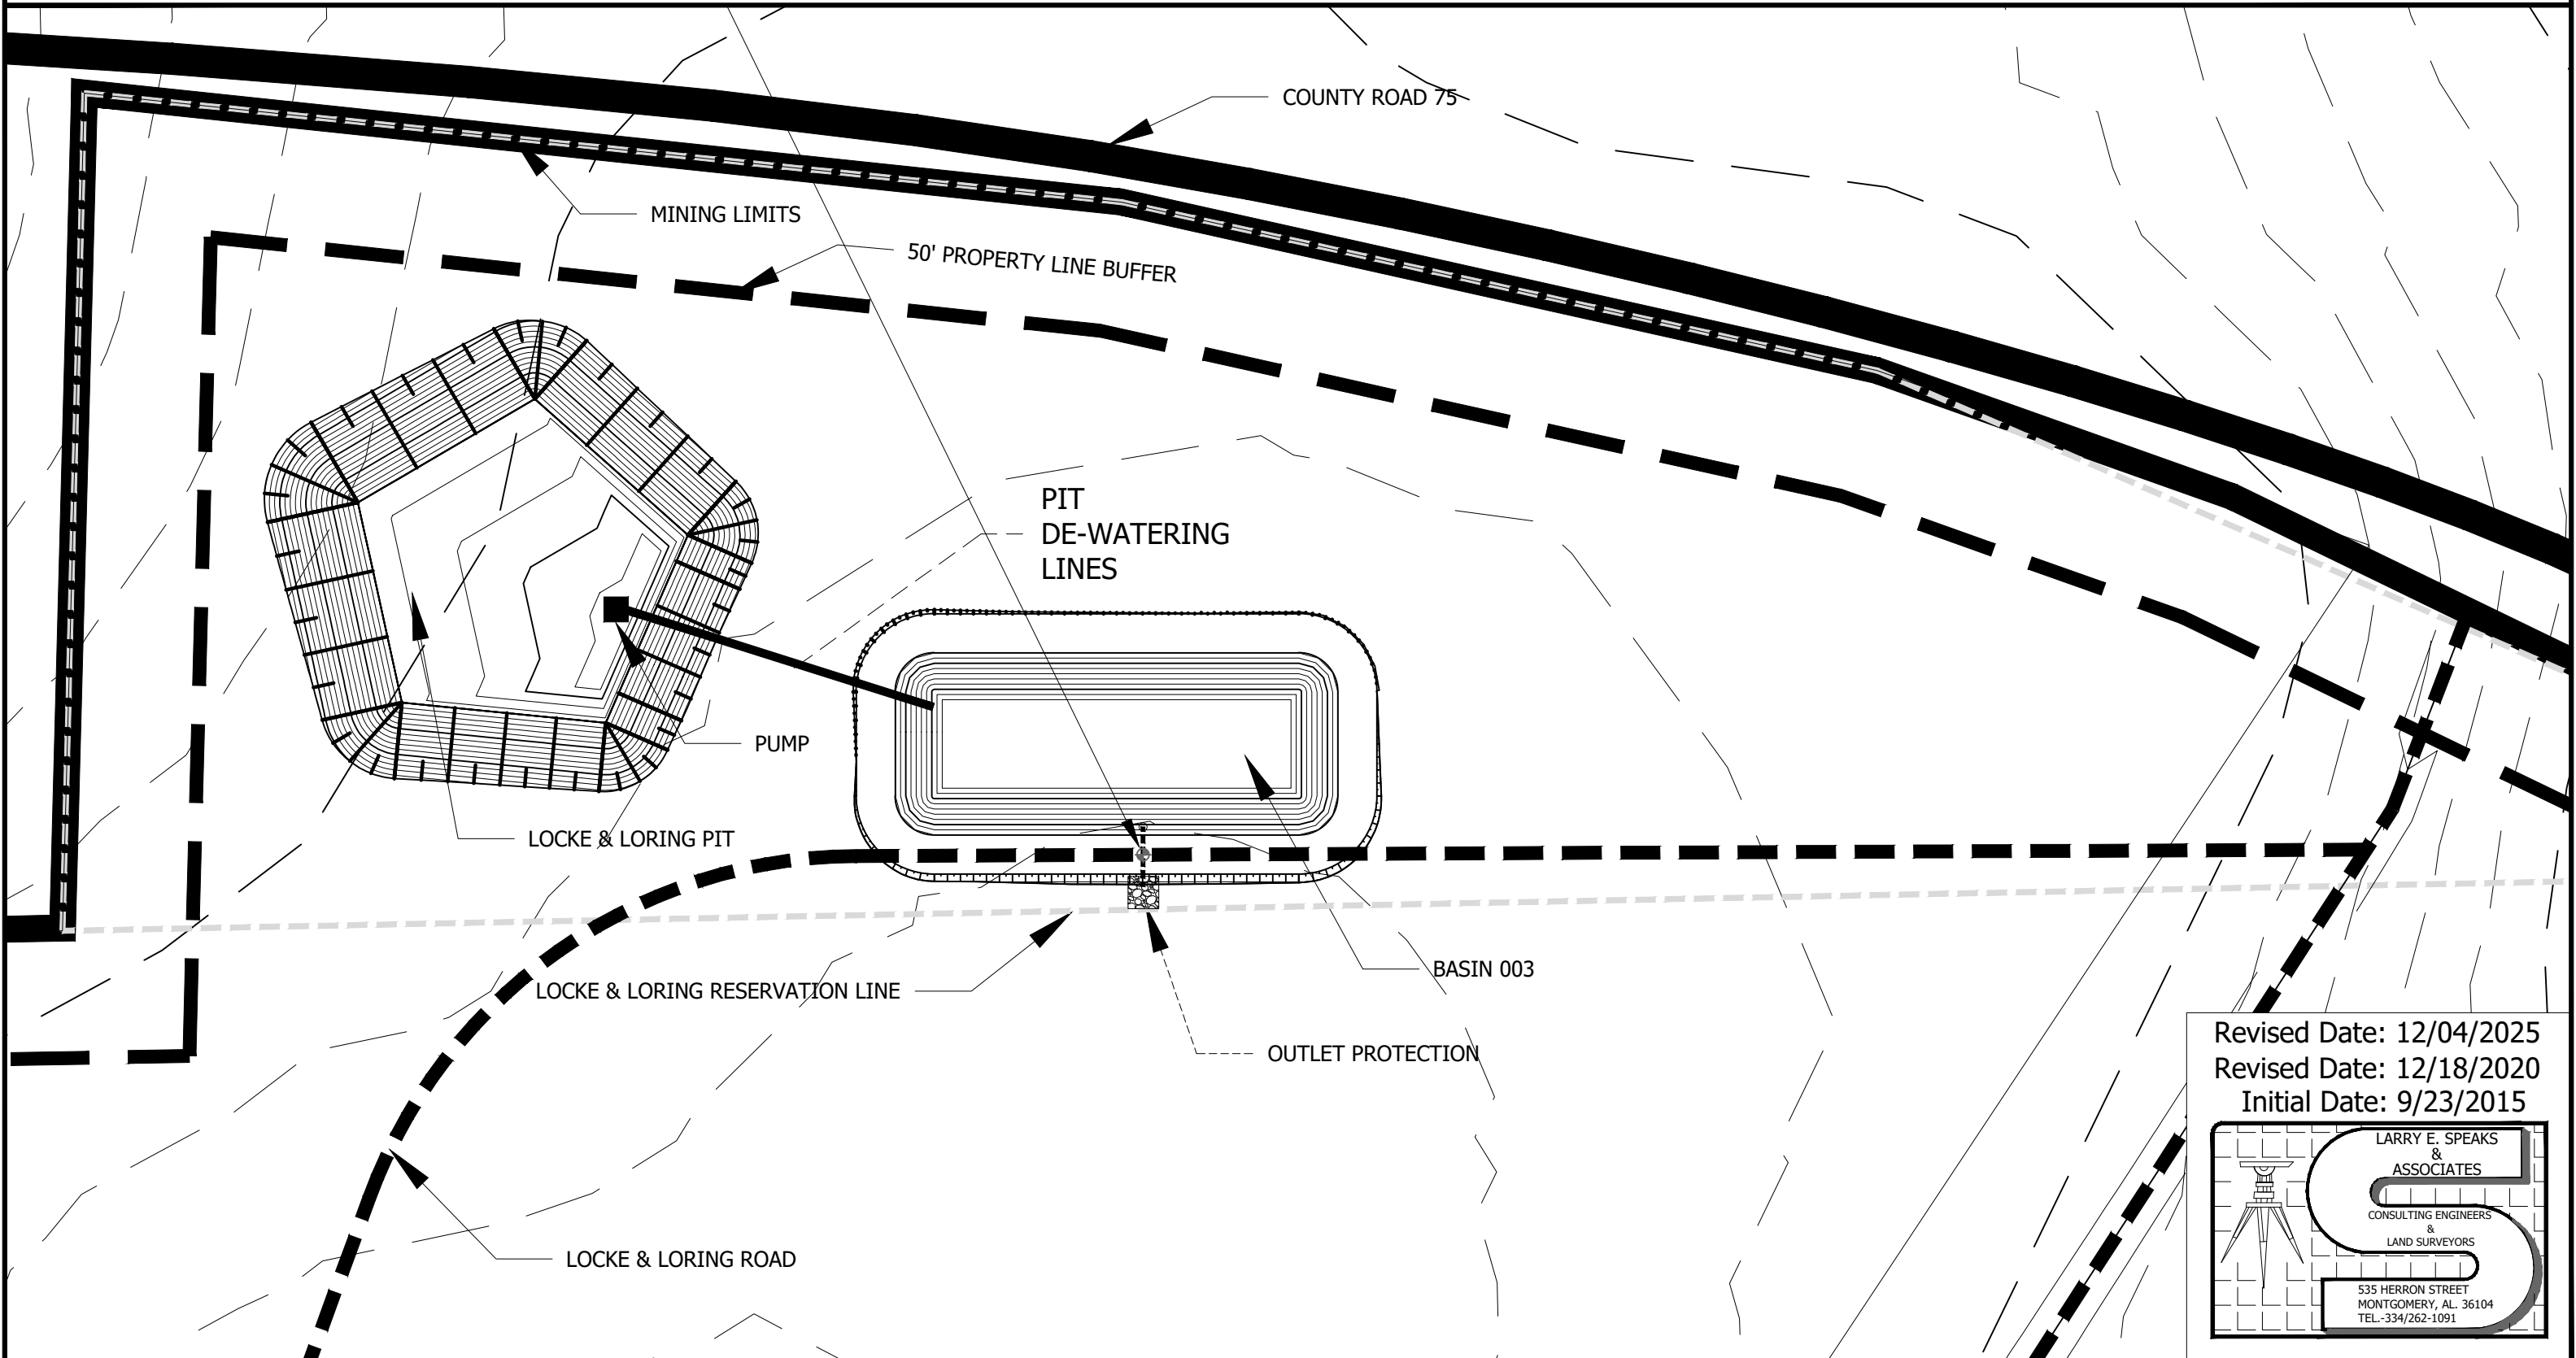 COUNTY ROAD 75
MINING LIMITS
50' PROPERTY LINE BUFFER
PIT
DE-WATERING
LINES
PUMP
LOCKE & LORING PIT
BASIN 003
LOCKE & LORING RESERVATION LINE
OUTLET PROTECTION
LOCKE & LORING ROAD
Revised Date: 12/04/2025
Revised Date: 12/18/2020
Initial Date: 9/23/2015
LARRY E. SPEAKS
&
ASSOCIATES
CONSULTING ENGINEERS
&
LAND SURVEYORS
535 HERRON STREET
MONTGOMERY, AL. 36104
TEL.-334/262-1091